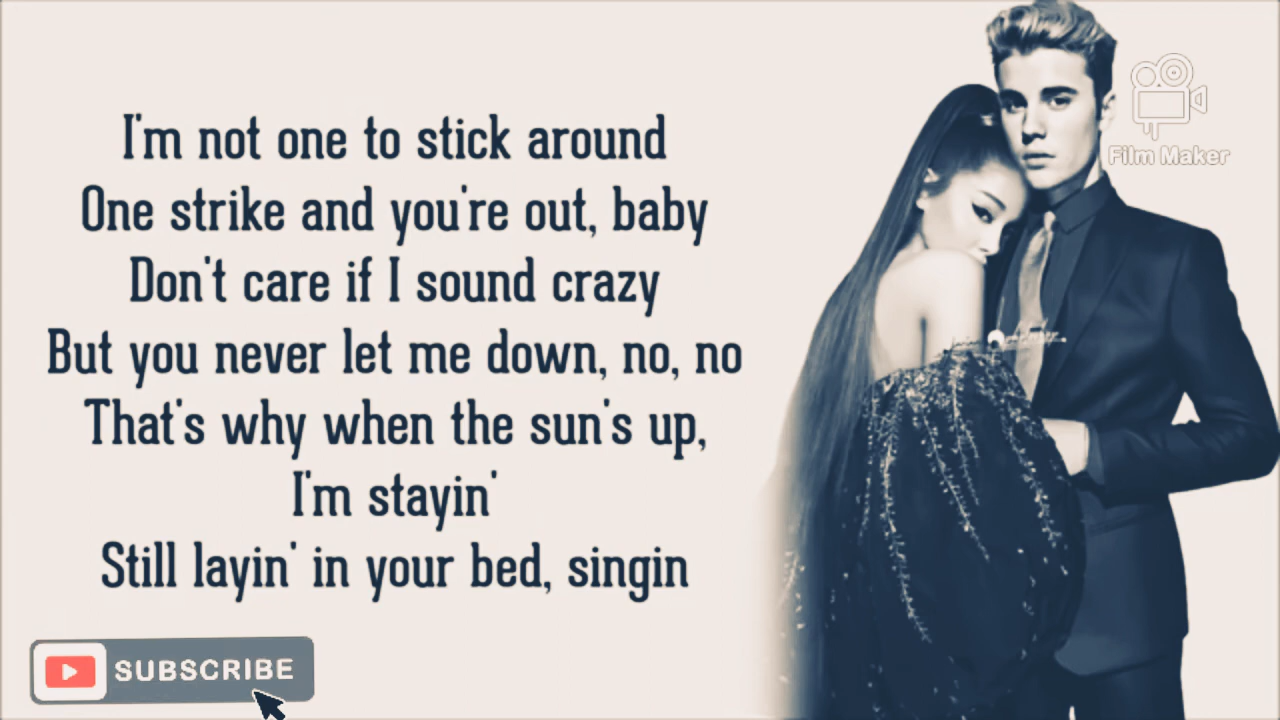 I'm not one to stick around
One strike and you're out, baby
Don't care if I sound crazy
But you never let me down, no, no
That's why when the sun's up,
I'm stayin'
Still layin' in your bed, singin
Film Maker
SUBSCRIBE